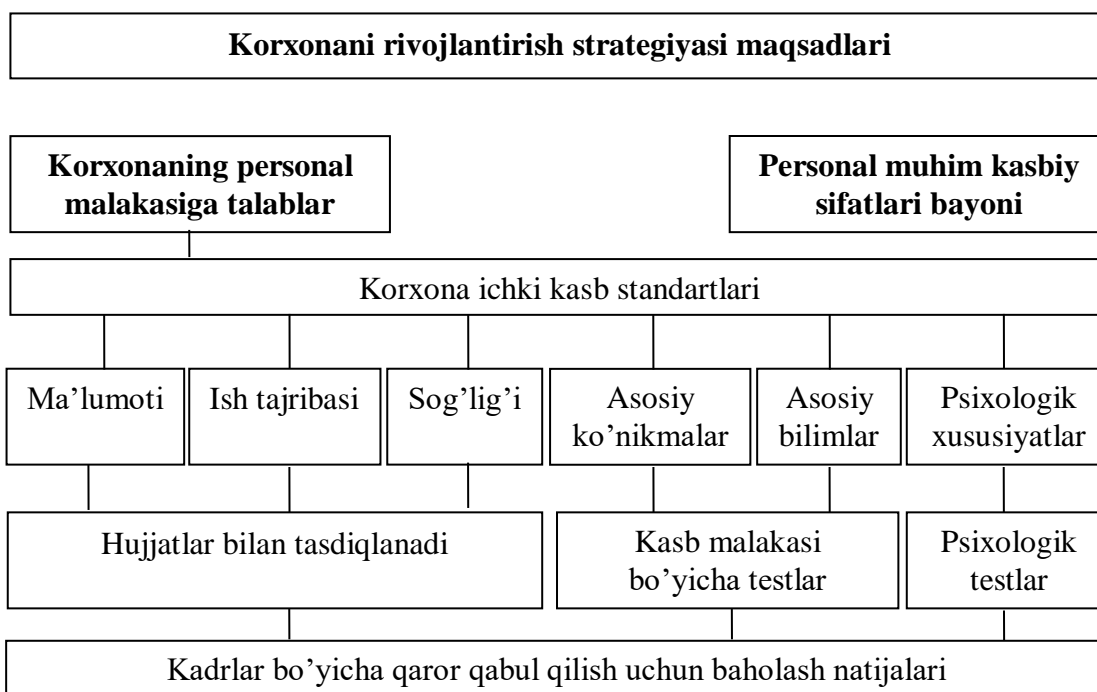 Korxonani rivojlantirish strategiyasi maqsadlari
Korxonaning personal
malakasiga talablar
Personal muhim kasbiy
sifatlari bayoni
Korxona ichki kasb standartlari
Ma’lumoti
Ish tajribasi
Sog’lig’i
Asosiy
ko’nikmalar
Asosiy
bilimlar
Psixologik
xususiyatlar
Hujjatlar bilan tasdiqlanadi
Kasb malakasi
bo’yicha testlar
Psixologik
testlar
Kadrlar bo’yicha qaror qabul qilish uchun baholash natijalari